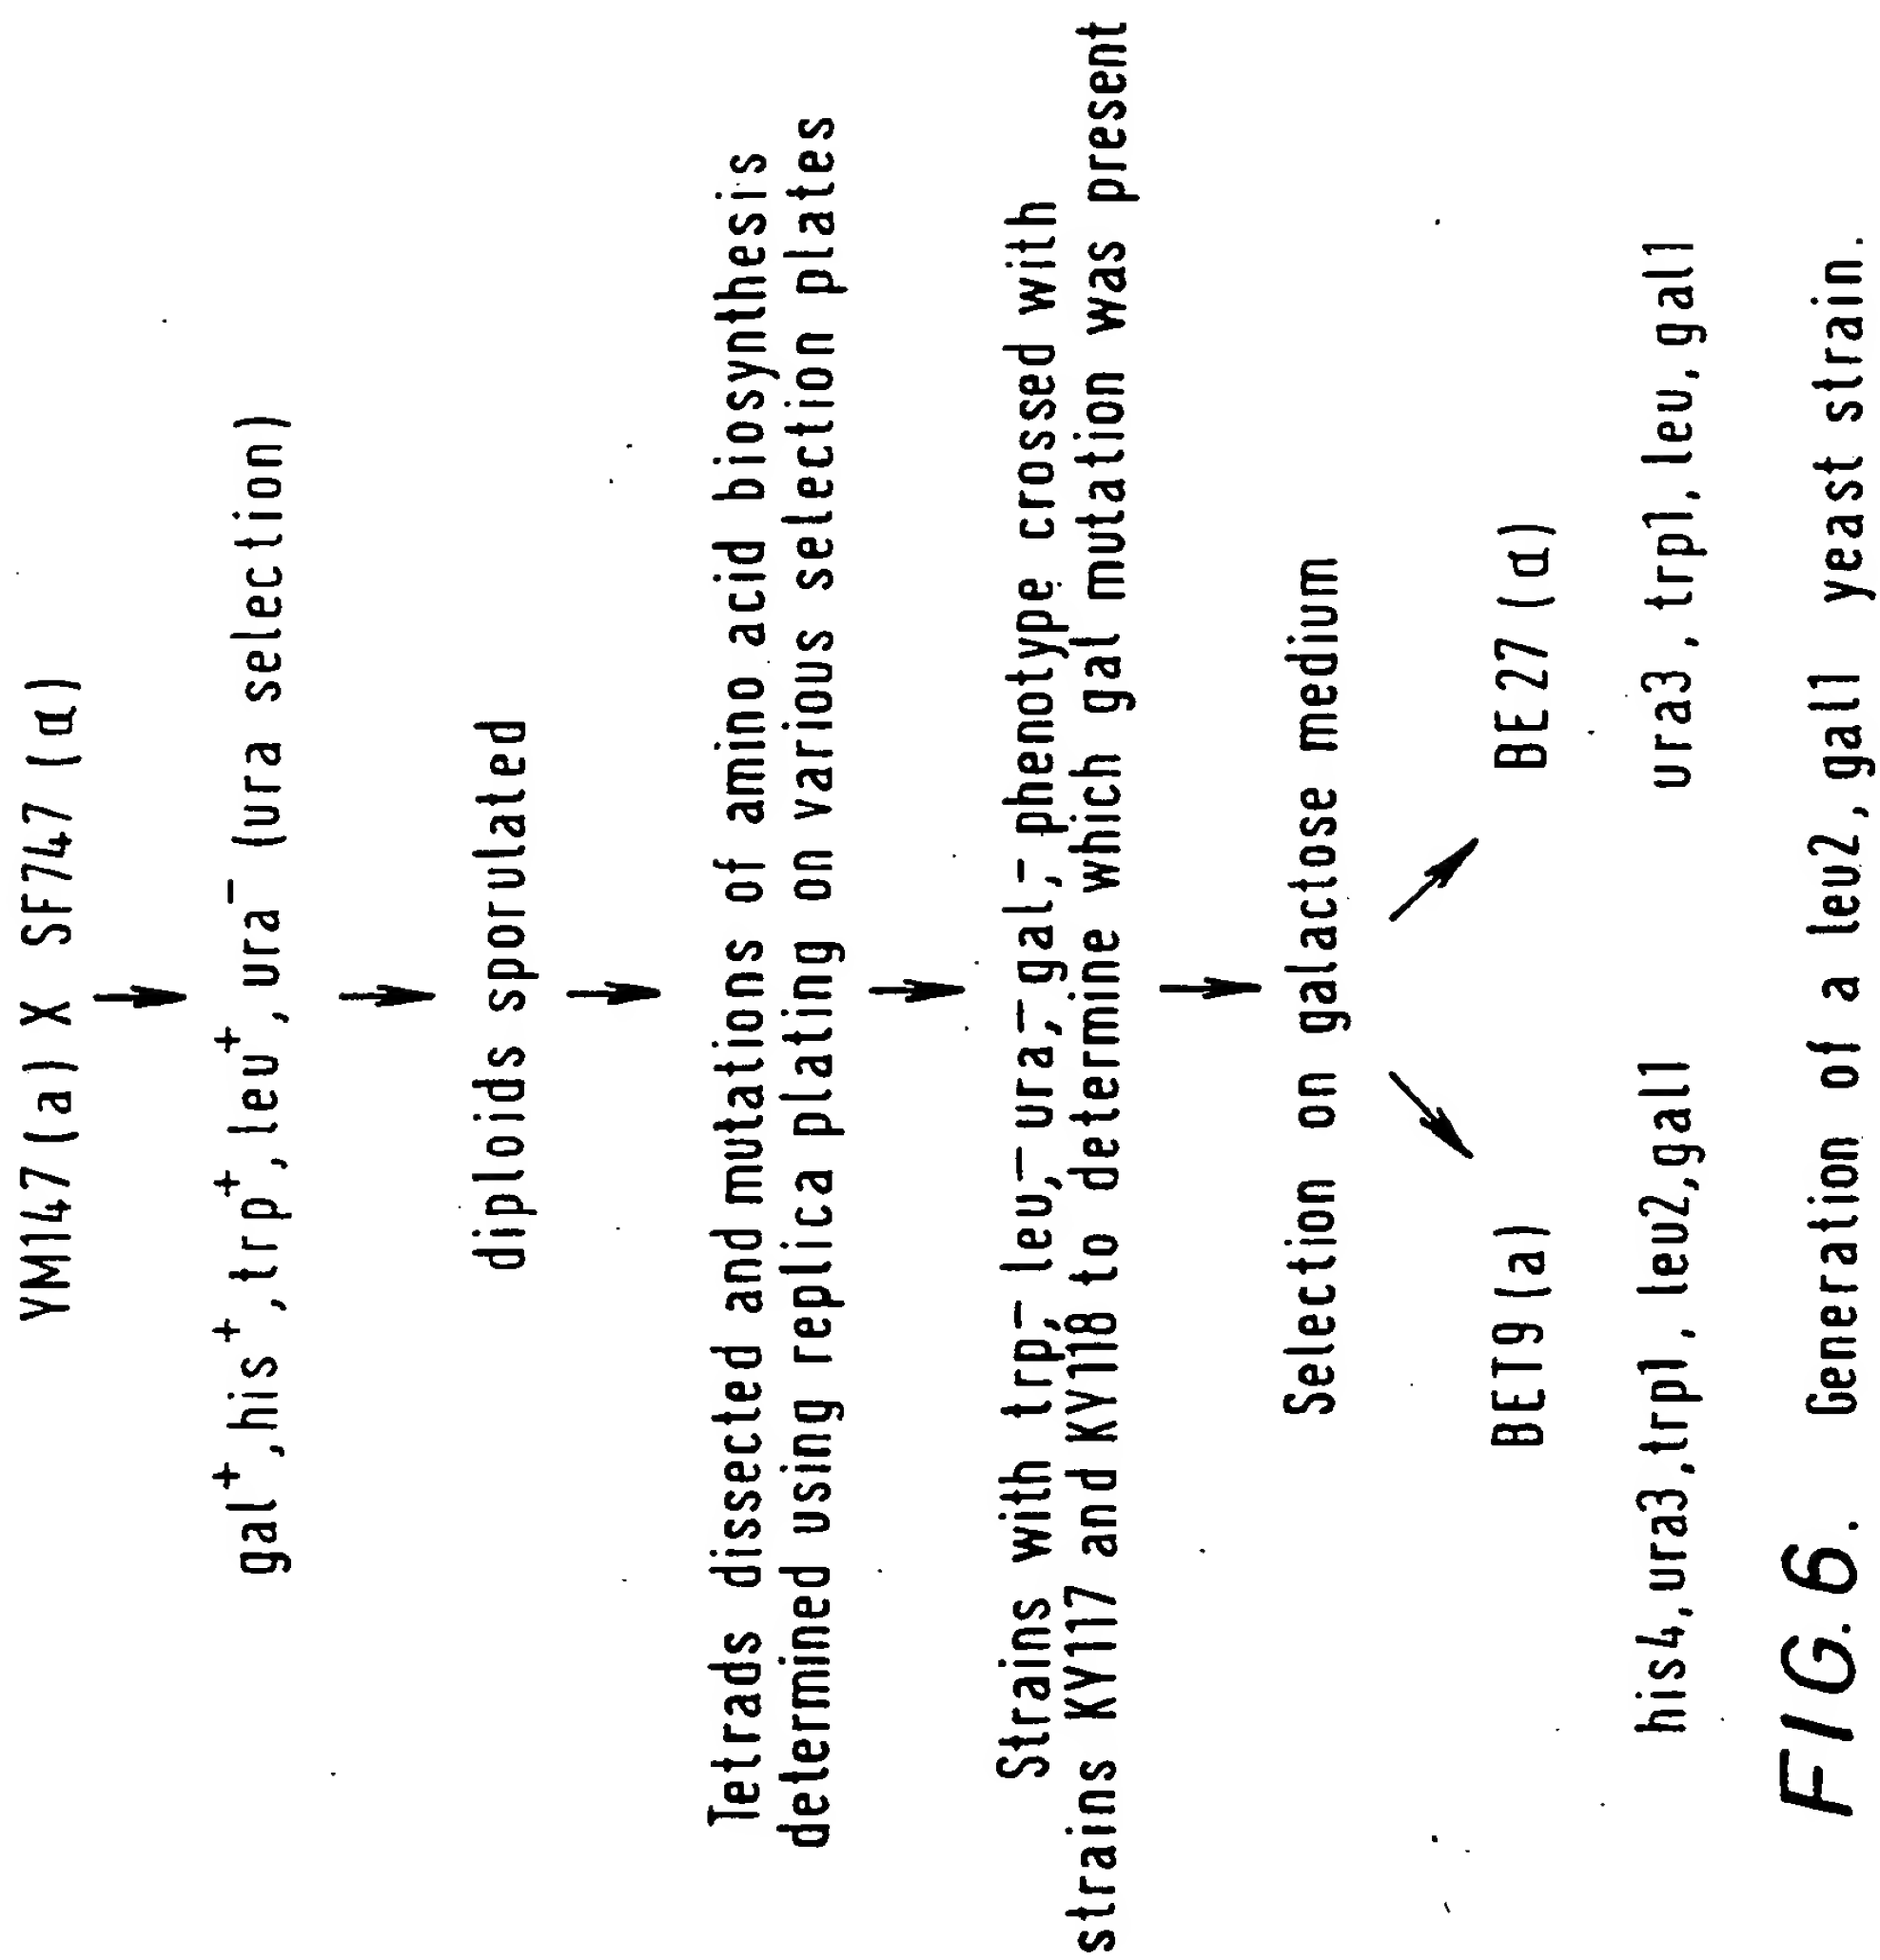 YM147(a) X SF747 (α)
gal⁺,his⁺,trp⁺,leu⁺,ura⁻ (ura selection)
diploids sporulated
Tetrads dissected and mutations of amino acid biosynthesis
determined using replica plating on various selection plates
Strains with trp,⁻ leu,⁻ ura,⁻ gal,⁻ phenotype crossed with
strains KY117 and KY118 to determine which gal mutation was present
Selection on galactose medium
BET9(a) BE27(α)
his4,ura3,trp1, leu2,gal1 ura3, trp1, leu, gal1
FIG.6. Generation of a leu2, gal1 yeast strain.